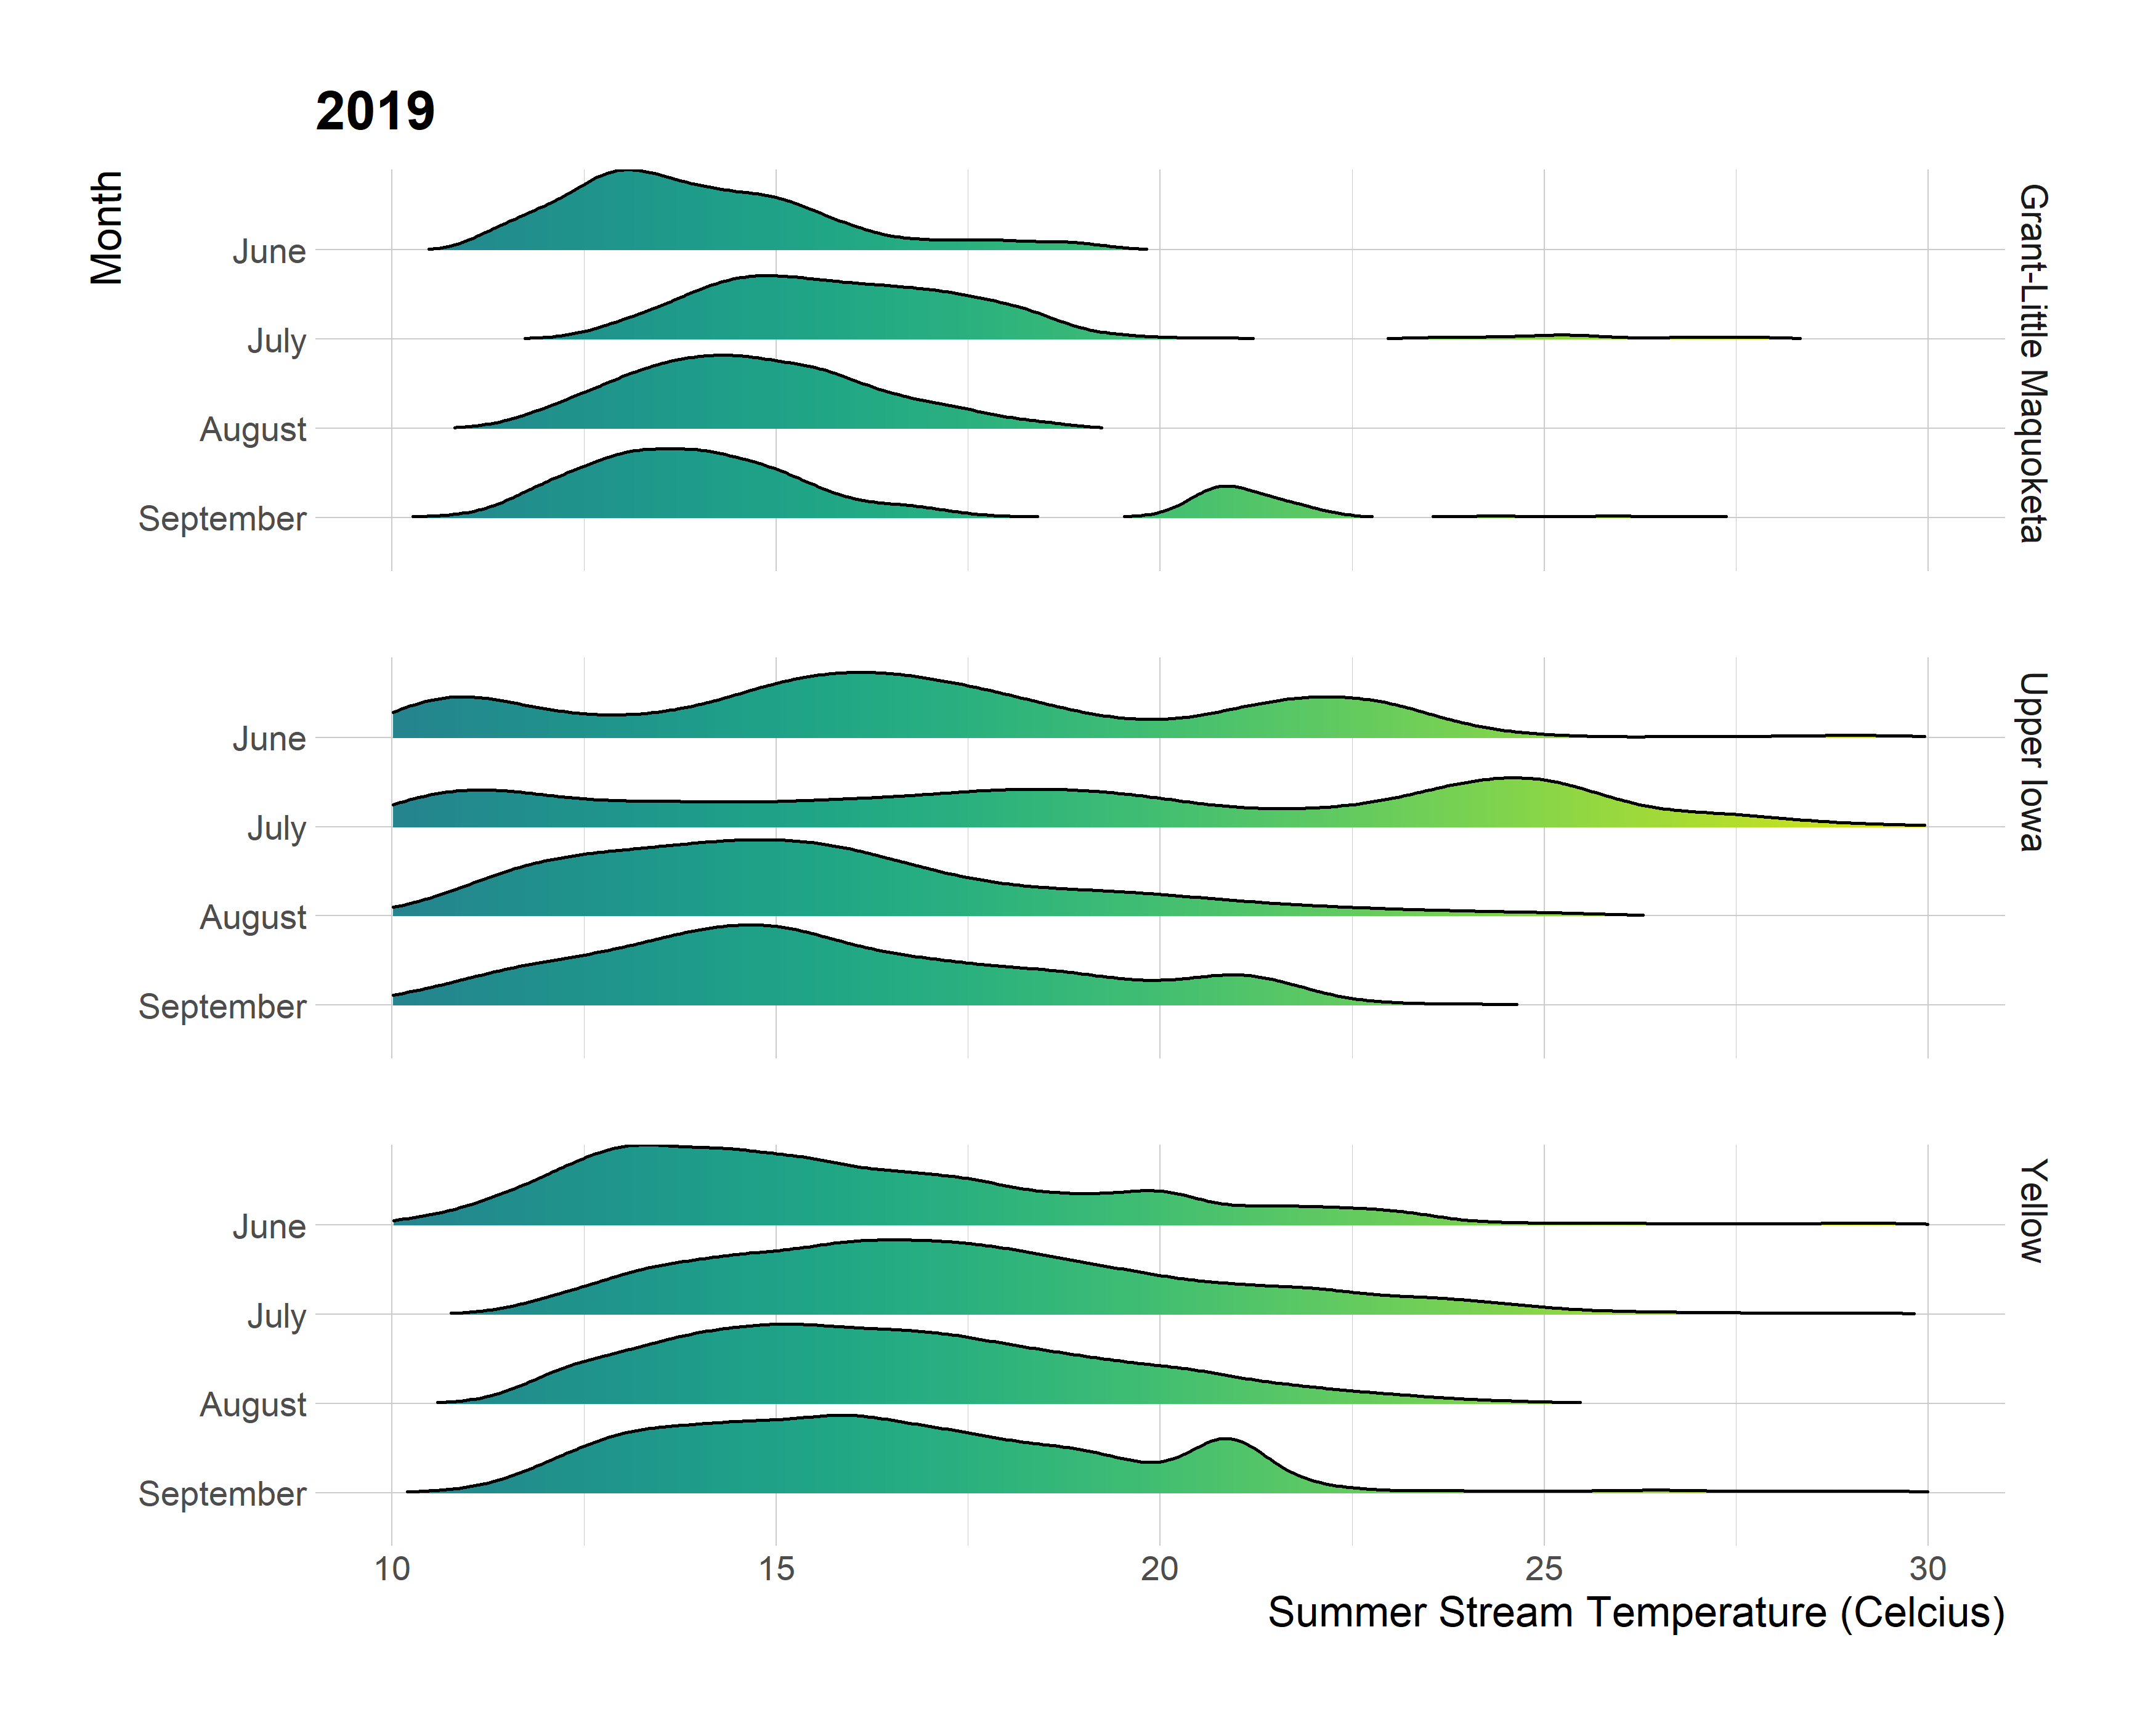 2019
Month
June
July
August
September
Grant-Little Maquoketa
June
July
August
September
Upper Iowa
June
July
August
September
Yellow
10 15 20 25 30
Summer Stream Temperature (Celcius)